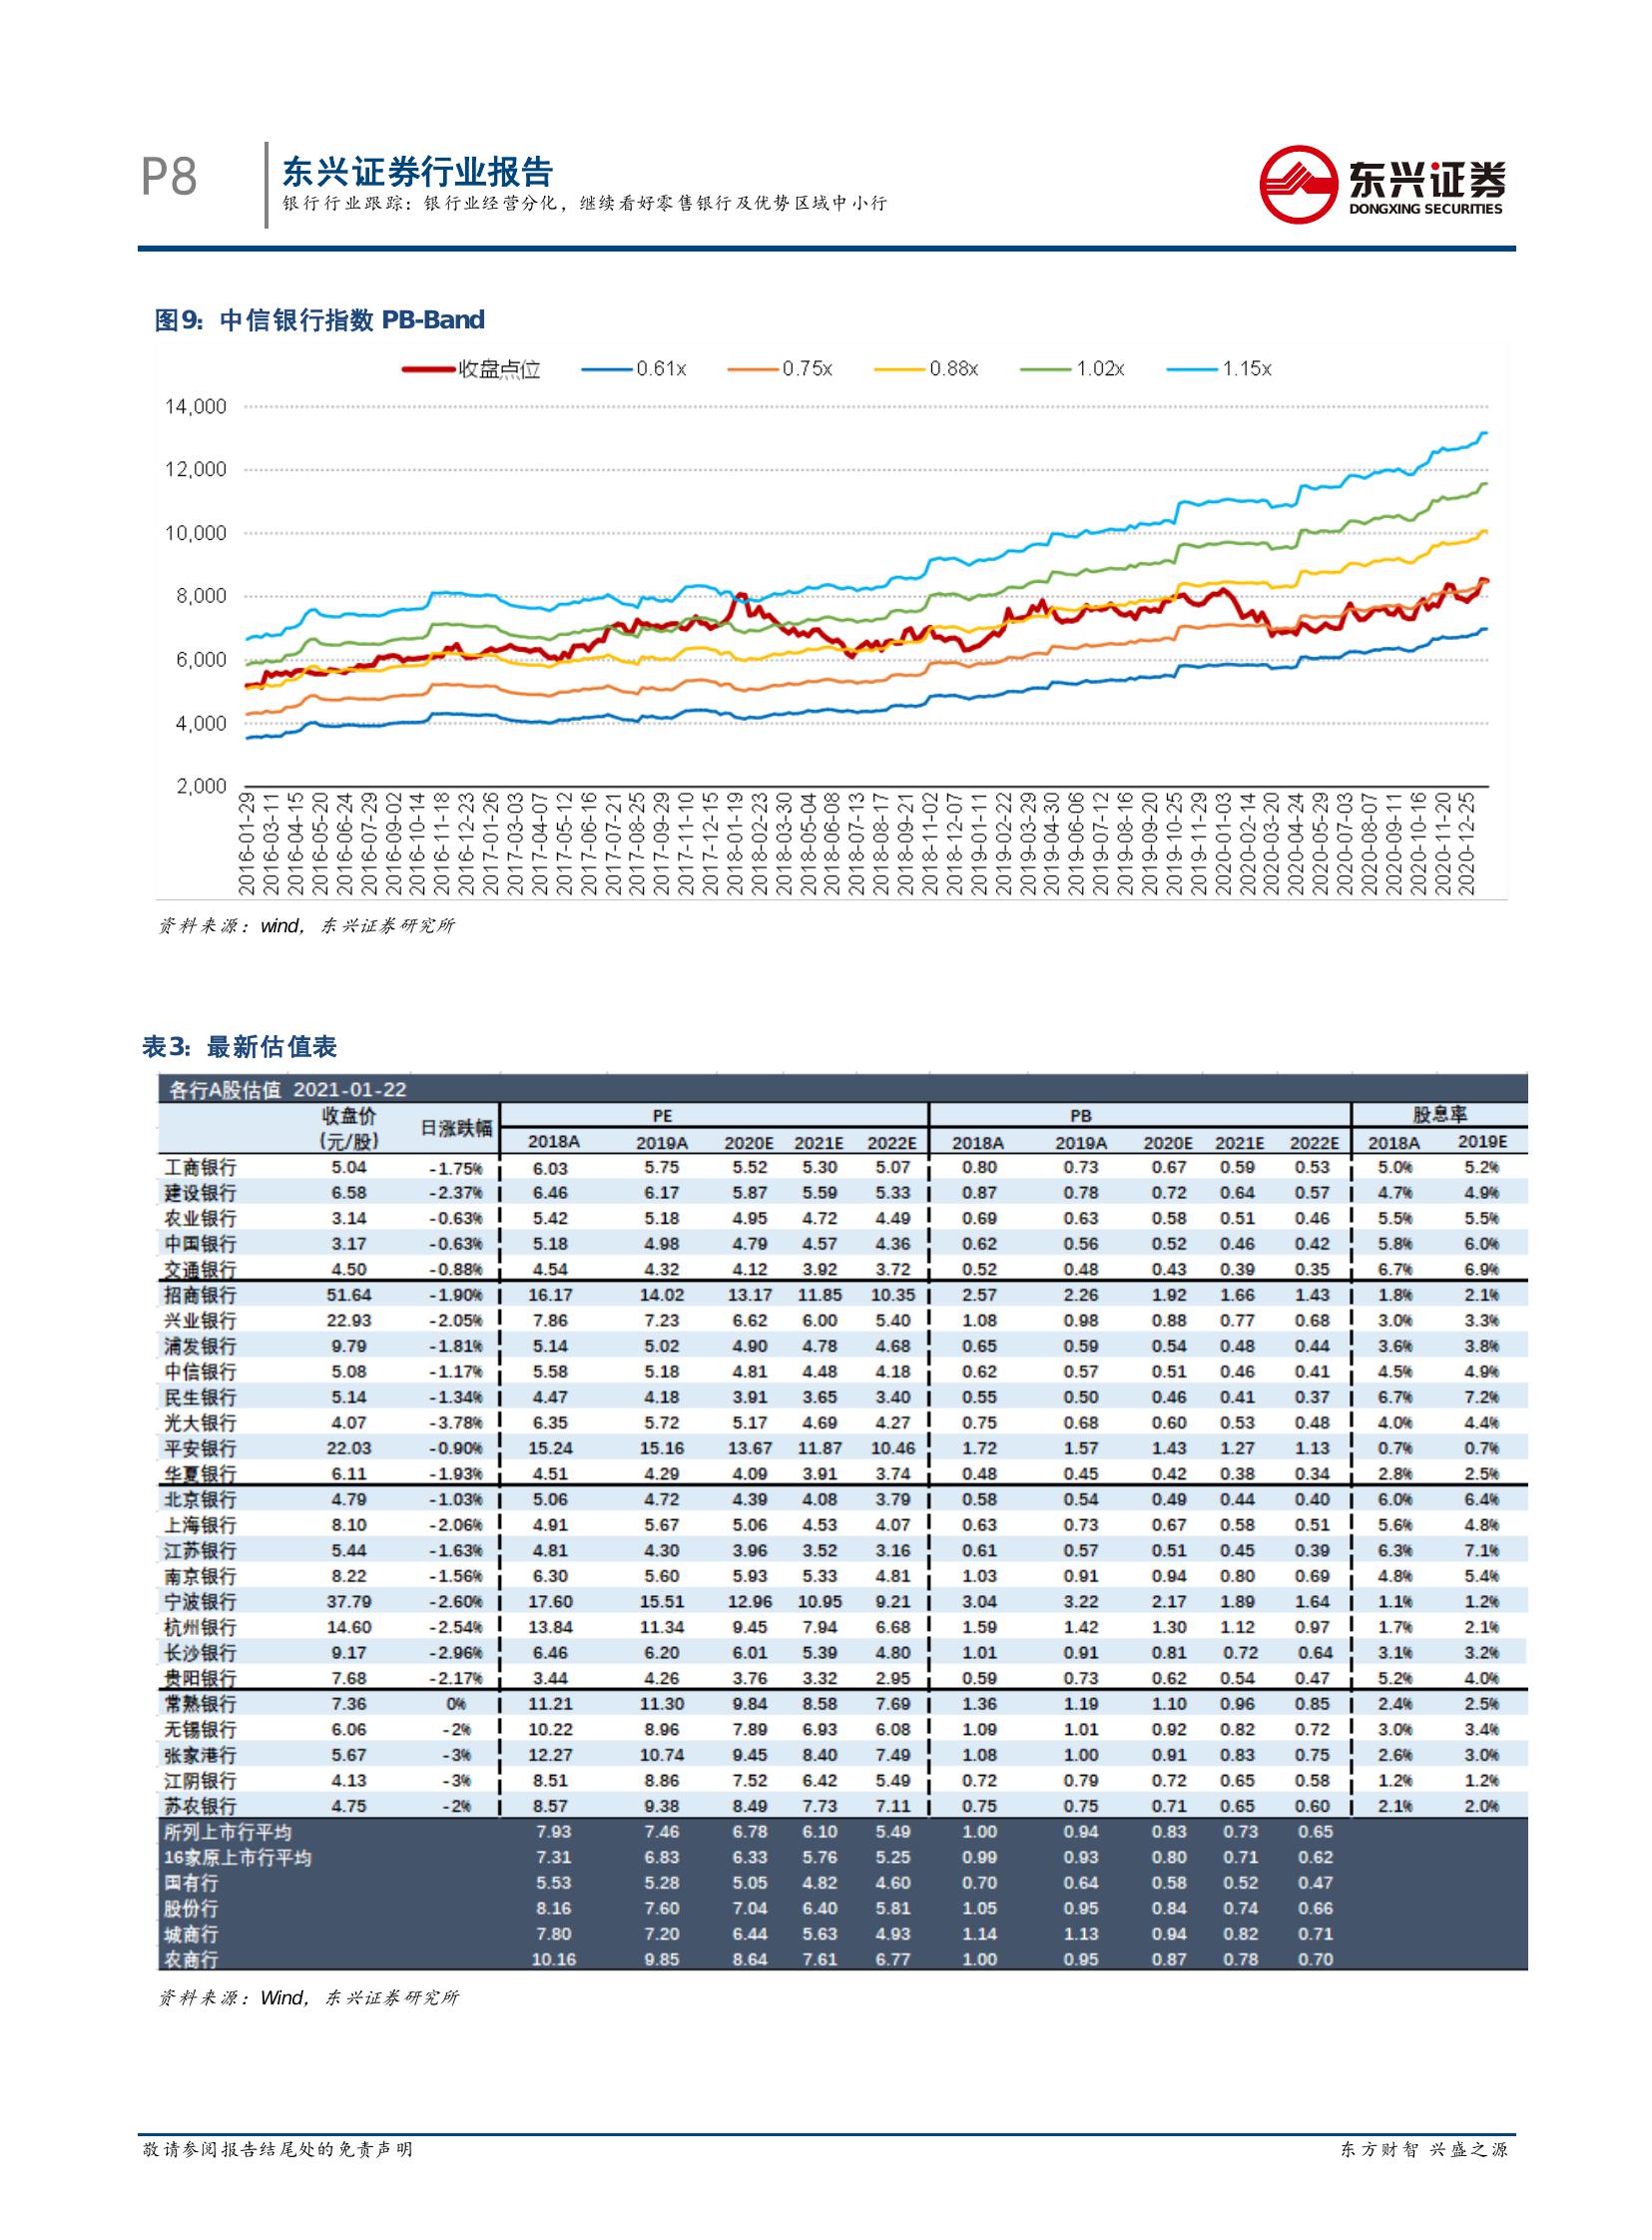 P8
东兴证券行业报告
银行行业跟踪：银行业经营分化，继续看好零售银行及优势区域中小行
东兴证券
DONGXING SECURITIES
图9：中信银行指数 PB-Band
收盘点位 0.61x 0.75x 0.88x 1.02x 1.15x
14,000
12,000
10,000
8,000
6,000
4,000
2,000
2016-01-29 2016-03-11 2016-04-15 2016-05-20 2016-06-24 2016-07-29 2016-09-02 2016-10-14 2016-11-18 2016-12-23 2017-01-26 2017-03-03 2017-04-07 2017-05-12 2017-06-16 2017-07-21 2017-08-25 2017-09-29 2017-11-10 2017-12-15 2018-01-19 2018-02-23 2018-03-30 2018-05-04 2018-06-08 2018-07-13 2018-08-17 2018-09-21 2018-11-02 2018-12-07 2019-01-11 2019-02-22 2019-03-29 2019-04-30 2019-06-06 2019-07-12 2019-08-16 2019-09-20 2019-10-25 2019-11-29 2020-01-03 2020-02-14 2020-03-20 2020-04-24 2020-05-29 2020-07-03 2020-08-07 2020-09-11 2020-10-16 2020-11-20 2020-12-25
资料来源：wind，东兴证券研究所
表3：最新估值表
各行A股估值 2021-01-22
收盘价 日涨跌幅 PE PB 股息率
(元/股) 2018A 2019A 2020E 2021E 2022E 2018A 2019A 2020E 2021E 2022E 2018A 2019E
工商银行 5.04 -1.75% 6.03 5.75 5.52 5.30 5.07 0.80 0.73 0.67 0.59 0.53 5.0% 5.2%
建设银行 6.58 -2.37% 6.46 6.17 5.87 5.59 5.33 0.87 0.78 0.72 0.64 0.57 4.7% 4.9%
农业银行 3.14 -0.63% 5.42 5.18 4.95 4.72 4.49 0.69 0.63 0.58 0.51 0.46 5.5% 5.5%
中国银行 3.17 -0.63% 5.18 4.98 4.79 4.57 4.36 0.62 0.56 0.52 0.46 0.42 5.8% 6.0%
交通银行 4.50 -0.88% 4.54 4.32 4.12 3.92 3.72 0.52 0.48 0.43 0.39 0.35 6.7% 6.9%
招商银行 51.64 -1.90% 16.17 14.02 13.17 11.85 10.35 2.57 2.26 1.92 1.66 1.43 1.8% 2.1%
兴业银行 22.93 -2.05% 7.86 7.23 6.62 6.00 5.40 1.08 0.98 0.88 0.77 0.68 3.0% 3.3%
浦发银行 9.79 -1.81% 5.14 5.02 4.90 4.78 4.68 0.65 0.59 0.54 0.48 0.44 3.6% 3.8%
中信银行 5.08 -1.17% 5.58 5.18 4.81 4.48 4.18 0.62 0.57 0.51 0.46 0.41 4.5% 4.9%
民生银行 5.14 -1.34% 4.47 4.18 3.91 3.65 3.40 0.55 0.50 0.46 0.41 0.37 6.7% 7.2%
光大银行 4.07 -3.78% 6.35 5.72 5.17 4.69 4.27 0.75 0.68 0.60 0.53 0.48 4.0% 4.4%
平安银行 22.03 -0.90% 15.24 15.16 13.67 11.87 10.46 1.72 1.57 1.43 1.27 1.13 0.7% 0.7%
华夏银行 6.11 -1.93% 4.51 4.29 4.09 3.91 3.74 0.48 0.45 0.42 0.38 0.34 2.8% 2.5%
北京银行 4.79 -1.03% 5.06 4.72 4.39 4.08 3.79 0.58 0.54 0.49 0.44 0.40 6.0% 6.4%
上海银行 8.10 -2.06% 4.91 5.67 5.06 4.53 4.07 0.63 0.73 0.67 0.58 0.51 5.6% 4.8%
江苏银行 5.44 -1.63% 4.81 4.30 3.96 3.52 3.16 0.61 0.57 0.51 0.45 0.39 6.3% 7.1%
南京银行 8.22 -1.56% 6.30 5.60 5.93 5.33 4.81 1.03 0.91 0.94 0.80 0.69 4.8% 5.4%
宁波银行 37.79 -2.60% 17.60 15.51 12.96 10.95 9.21 3.04 3.22 2.17 1.89 1.64 1.1% 1.2%
杭州银行 14.60 -2.54% 13.84 11.34 9.45 7.94 6.68 1.59 1.42 1.30 1.12 0.97 1.7% 2.1%
长沙银行 9.17 -2.96% 6.46 6.20 6.01 5.39 4.80 1.01 0.91 0.81 0.72 0.64 3.1% 3.2%
贵阳银行 7.68 -2.17% 3.44 4.26 3.76 3.32 2.95 0.59 0.73 0.62 0.54 0.47 5.2% 4.0%
常熟银行 7.36 0% 11.21 11.30 9.84 8.58 7.69 1.36 1.19 1.10 0.96 0.85 2.4% 2.5%
无锡银行 6.06 -2% 10.22 8.96 7.89 6.93 6.08 1.09 1.01 0.92 0.82 0.72 3.0% 3.4%
张家港行 5.67 -3% 12.27 10.74 9.45 8.40 7.49 1.08 1.00 0.91 0.83 0.75 2.6% 3.0%
江阴银行 4.13 -3% 8.51 8.86 7.52 6.42 5.49 0.72 0.79 0.72 0.65 0.58 1.2% 1.2%
苏农银行 4.75 -2% 8.57 9.38 8.49 7.73 7.11 0.75 0.75 0.71 0.65 0.60 2.1% 2.0%
所列上市行平均 7.93 7.46 6.78 6.10 5.49 1.00 0.94 0.83 0.73 0.65
16家原上市行平均 7.31 6.83 6.33 5.76 5.25 0.99 0.93 0.80 0.71 0.62
国有行 5.53 5.28 5.05 4.82 4.60 0.70 0.64 0.58 0.52 0.47
股份行 8.16 7.60 7.04 6.40 5.81 1.05 0.95 0.84 0.74 0.66
城商行 7.80 7.20 6.44 5.63 4.93 1.14 1.13 0.94 0.82 0.71
农商行 10.16 9.85 8.64 7.61 6.77 1.00 0.95 0.87 0.78 0.70
资料来源：Wind，东兴证券研究所
敬请参阅报告结尾处的免责声明
东方财智 兴盛之源